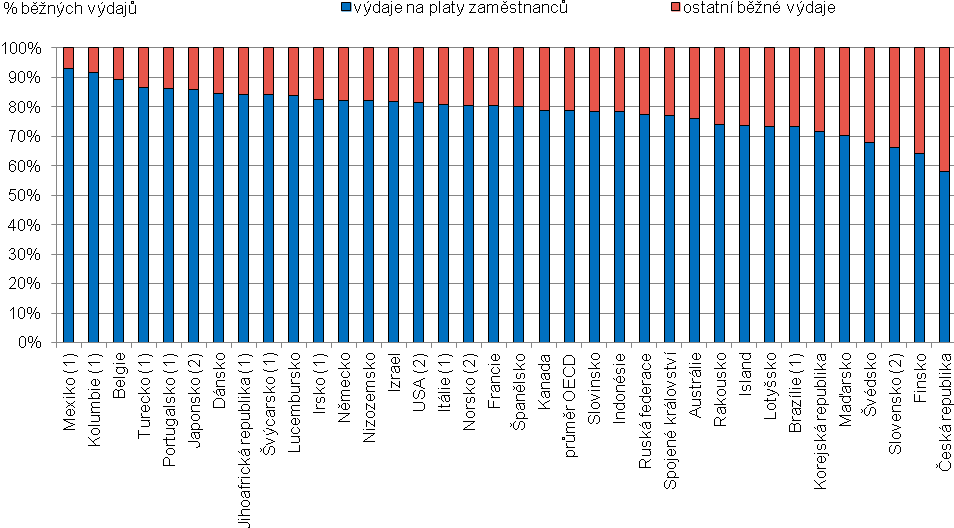 % běžných výdajů
výdaje na platy zaměstnanců
ostatní běžné výdaje
100%
90%
80%
70%
60%
50%
40%
30%
20%
10%
0%
Mexiko (1)
Kolumbie (1)
Belgie
Turecko (1)
Portugalsko (1)
Japonsko (2)
Dánsko
Jihoafrická republika (1)
Švýcarsko (1)
Lucembursko
Irsko (1)
Německo
Nizozemsko
Izrael
USA (2)
Itálie (1)
Norsko (2)
Francie
Španělsko
Kanada
průměr OECD
Slovinsko
Indonésie
Ruská federace
Spojené království
Austrálie
Rakousko
Island
Lotyšsko
Brazílie (1)
Korejská republika
Maďarsko
Švédsko
Slovensko (2)
Finsko
Česká republika